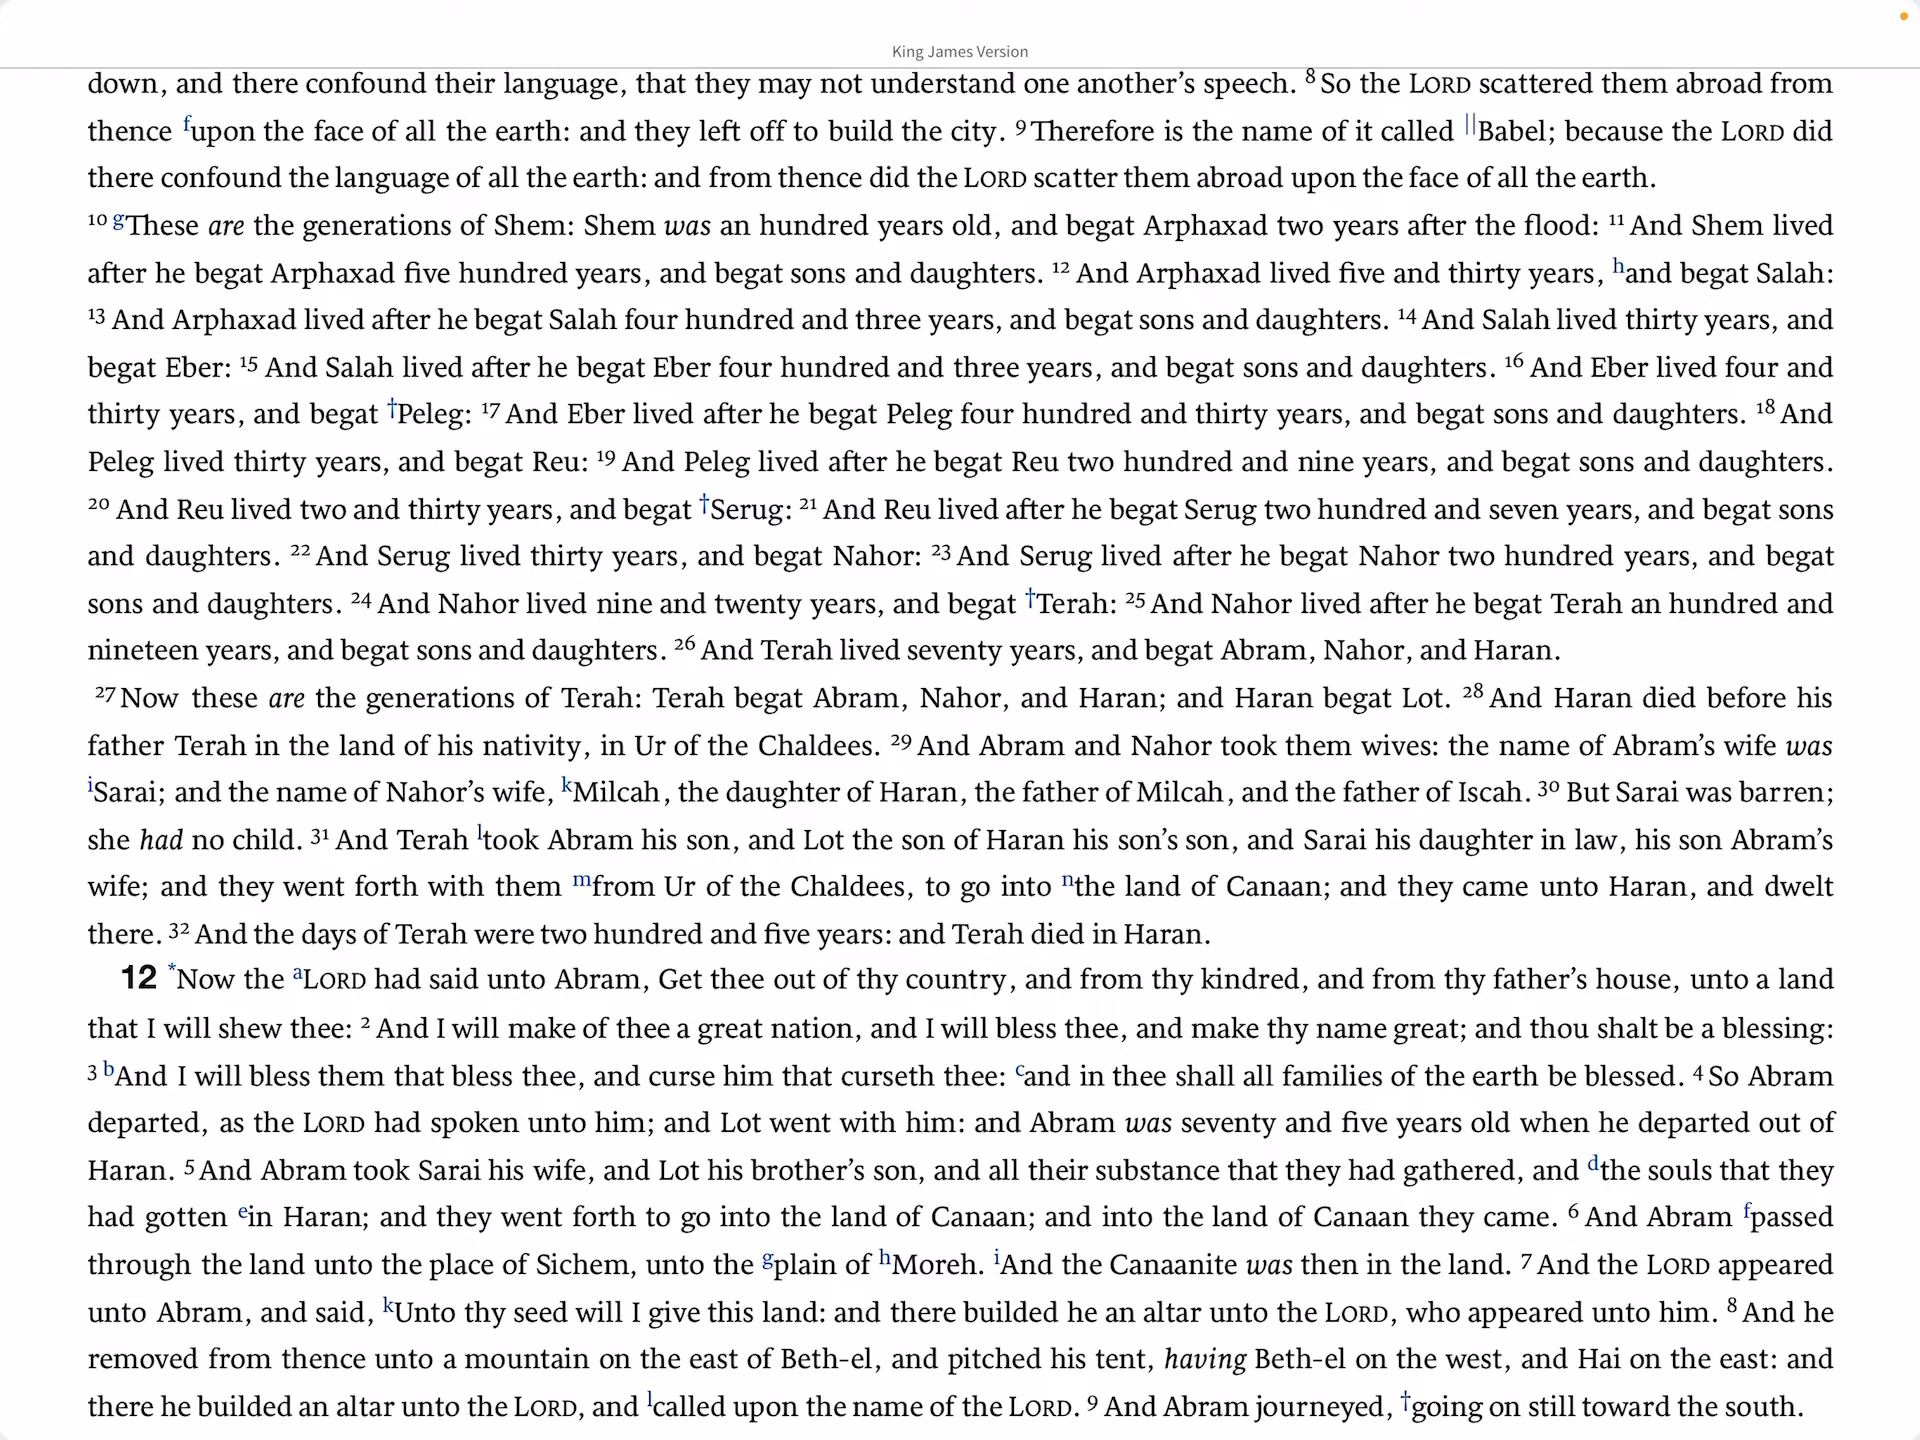 King James Version
down, and there confound their language, that they may not understand one another’s speech. 8 So the LORD scattered them abroad from
thence fupon the face of all the earth: and they left off to build the city. 9 Therefore is the name of it called ||Babel; because the LORD did
there confound the language of all the earth: and from thence did the LORD scatter them abroad upon the face of all the earth.
10 gThese are the generations of Shem: Shem was an hundred years old, and begat Arphaxad two years after the flood: 11 And Shem lived
after he begat Arphaxad five hundred years, and begat sons and daughters. 12 And Arphaxad lived five and thirty years, hand begat Salah:
13 And Arphaxad lived after he begat Salah four hundred and three years, and begat sons and daughters. 14 And Salah lived thirty years, and
begat Eber: 15 And Salah lived after he begat Eber four hundred and three years, and begat sons and daughters. 16 And Eber lived four and
thirty years, and begat †Peleg: 17 And Eber lived after he begat Peleg four hundred and thirty years, and begat sons and daughters. 18 And
Peleg lived thirty years, and begat Reu: 19 And Peleg lived after he begat Reu two hundred and nine years, and begat sons and daughters.
20 And Reu lived two and thirty years, and begat †Serug: 21 And Reu lived after he begat Serug two hundred and seven years, and begat sons
and daughters. 22 And Serug lived thirty years, and begat Nahor: 23 And Serug lived after he begat Nahor two hundred years, and begat
sons and daughters. 24 And Nahor lived nine and twenty years, and begat †Terah: 25 And Nahor lived after he begat Terah an hundred and
nineteen years, and begat sons and daughters. 26 And Terah lived seventy years, and begat Abram, Nahor, and Haran.
27 Now these are the generations of Terah: Terah begat Abram, Nahor, and Haran; and Haran begat Lot. 28 And Haran died before his
father Terah in the land of his nativity, in Ur of the Chaldees. 29 And Abram and Nahor took them wives: the name of Abram’s wife was
iSarai; and the name of Nahor’s wife, kMilcah, the daughter of Haran, the father of Milcah, and the father of Iscah. 30 But Sarai was barren;
she had no child. 31 And Terah ltook Abram his son, and Lot the son of Haran his son’s son, and Sarai his daughter in law, his son Abram’s
wife; and they went forth with them mfrom Ur of the Chaldees, to go into nthe land of Canaan; and they came unto Haran, and dwelt
there. 32 And the days of Terah were two hundred and five years: and Terah died in Haran.
12 *Now the aLORD had said unto Abram, Get thee out of thy country, and from thy kindred, and from thy father’s house, unto a land
that I will shew thee: 2 And I will make of thee a great nation, and I will bless thee, and make thy name great; and thou shalt be a blessing:
3 bAnd I will bless them that bless thee, and curse him that curseth thee: cand in thee shall all families of the earth be blessed. 4 So Abram
departed, as the LORD had spoken unto him; and Lot went with him: and Abram was seventy and five years old when he departed out of
Haran. 5 And Abram took Sarai his wife, and Lot his brother’s son, and all their substance that they had gathered, and dthe souls that they
had gotten ein Haran; and they went forth to go into the land of Canaan; and into the land of Canaan they came. 6 And Abram fpassed
through the land unto the place of Sichem, unto the gplain of hMoreh. iAnd the Canaanite was then in the land. 7 And the LORD appeared
unto Abram, and said, kUnto thy seed will I give this land: and there builded he an altar unto the LORD, who appeared unto him. 8 And he
removed from thence unto a mountain on the east of Beth-el, and pitched his tent, having Beth-el on the west, and Hai on the east: and
there he builded an altar unto the LORD, and lcalled upon the name of the LORD. 9 And Abram journeyed, †going on still toward the south.